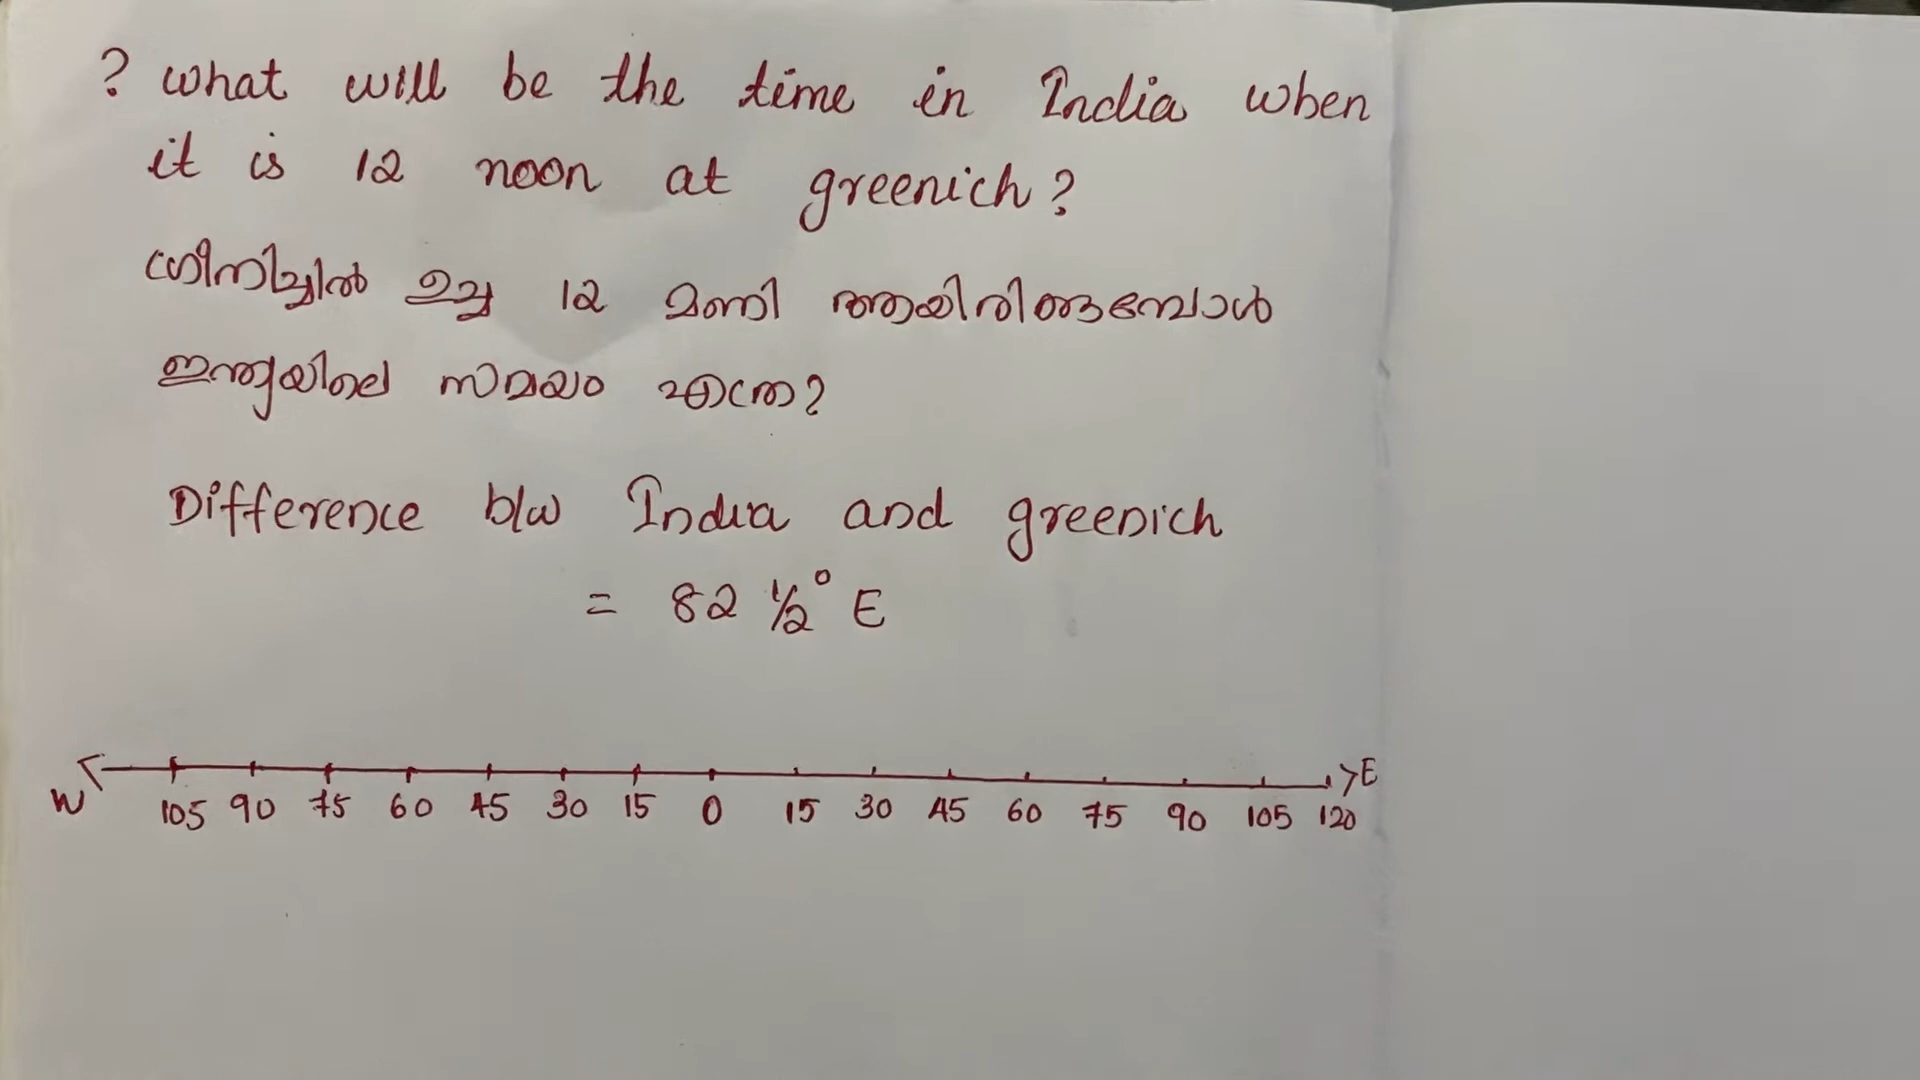 ? what will be the time in India when
it is 12 noon at greenich?
ഗ്രീനിച്ചിൽ ഉച്ച 12 മണി ആയിരിക്കുമ്പോൾ
ഇന്ത്യയിലെ സമയം എത്ര?
Difference b/w India and greenich
= 82 1/2° E
W 105 90 75 60 45 30 15 0 15 30 45 60 75 90 105 120 E